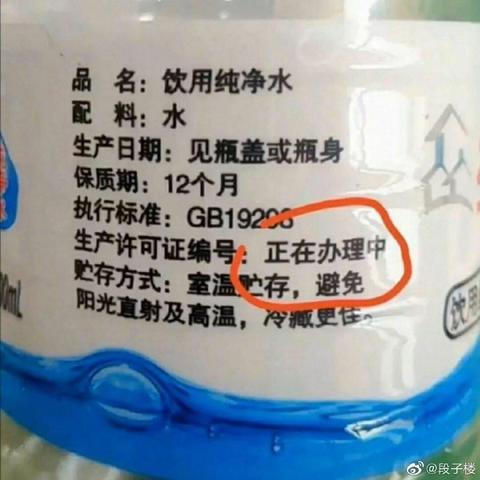 品 名：饮用纯净水
配 料：水
生产日期：见瓶盖或瓶身
保质期：12个月
执行标准：GB19298
生产许可证编号：正在办理中
贮存方式：室温贮存，避免
阳光直射及高温，冷藏更佳。
00mL
饮用
@段子楼